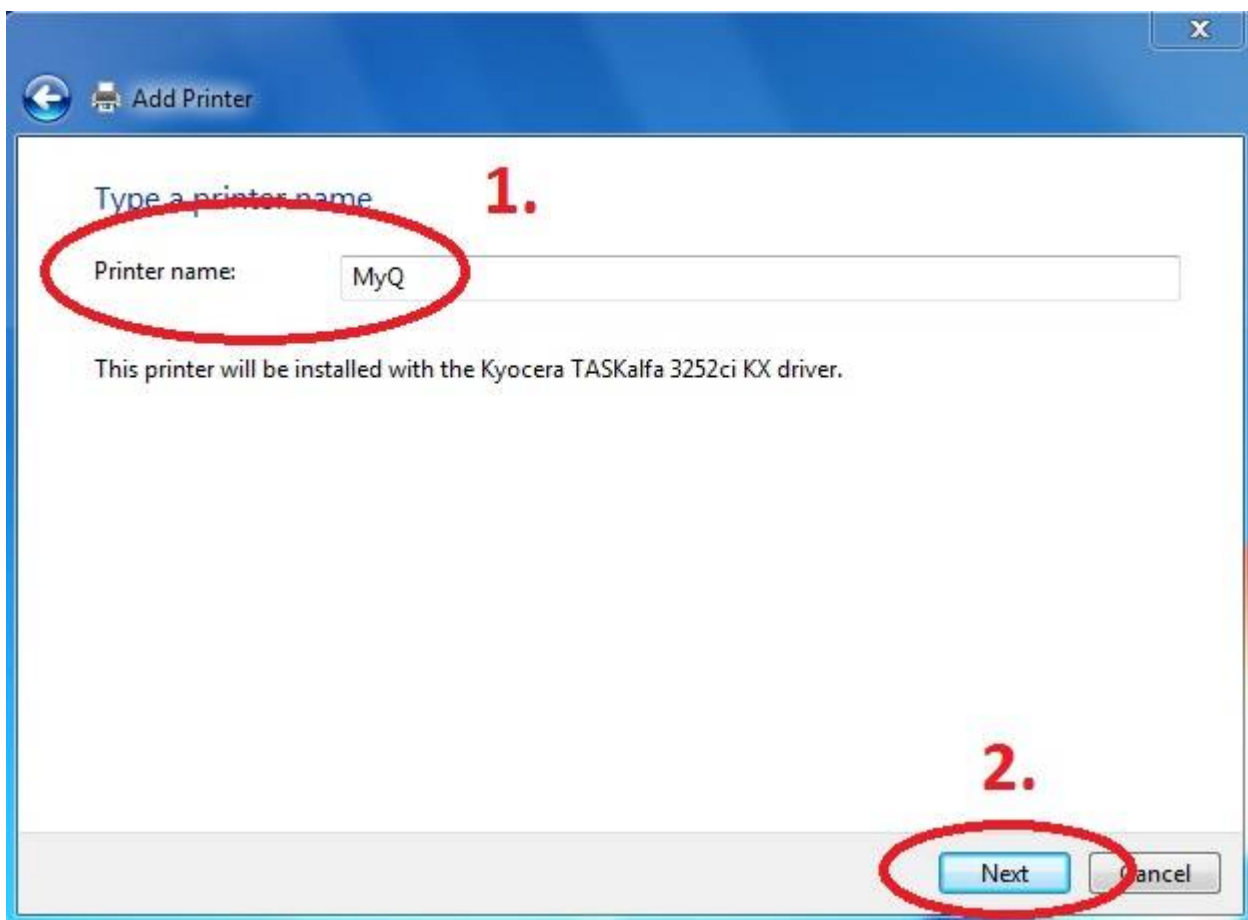 X
Add Printer
1.
Type a printer name
Printer name: MyQ
This printer will be installed with the Kyocera TASKalfa 3252ci KX driver.
2.
Next Cancel